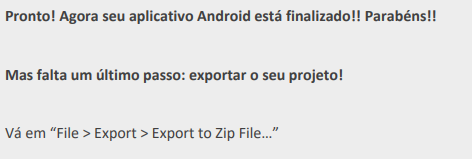 Pronto! Agora seu aplicativo Android está finalizado!! Parabéns!!
Mas falta um último passo: exportar o seu projeto!
Vá em “File > Export > Export to Zip File…”